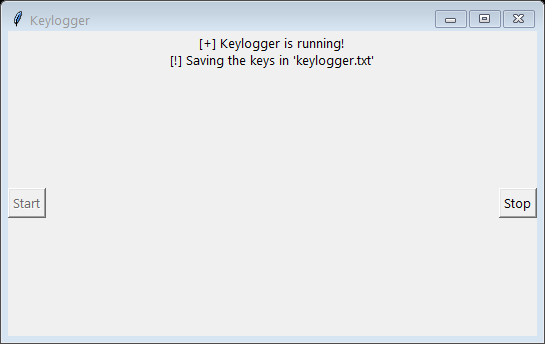 Keylogger
[+] Keylogger is running!
[!] Saving the keys in 'keylogger.txt'
Start
Stop